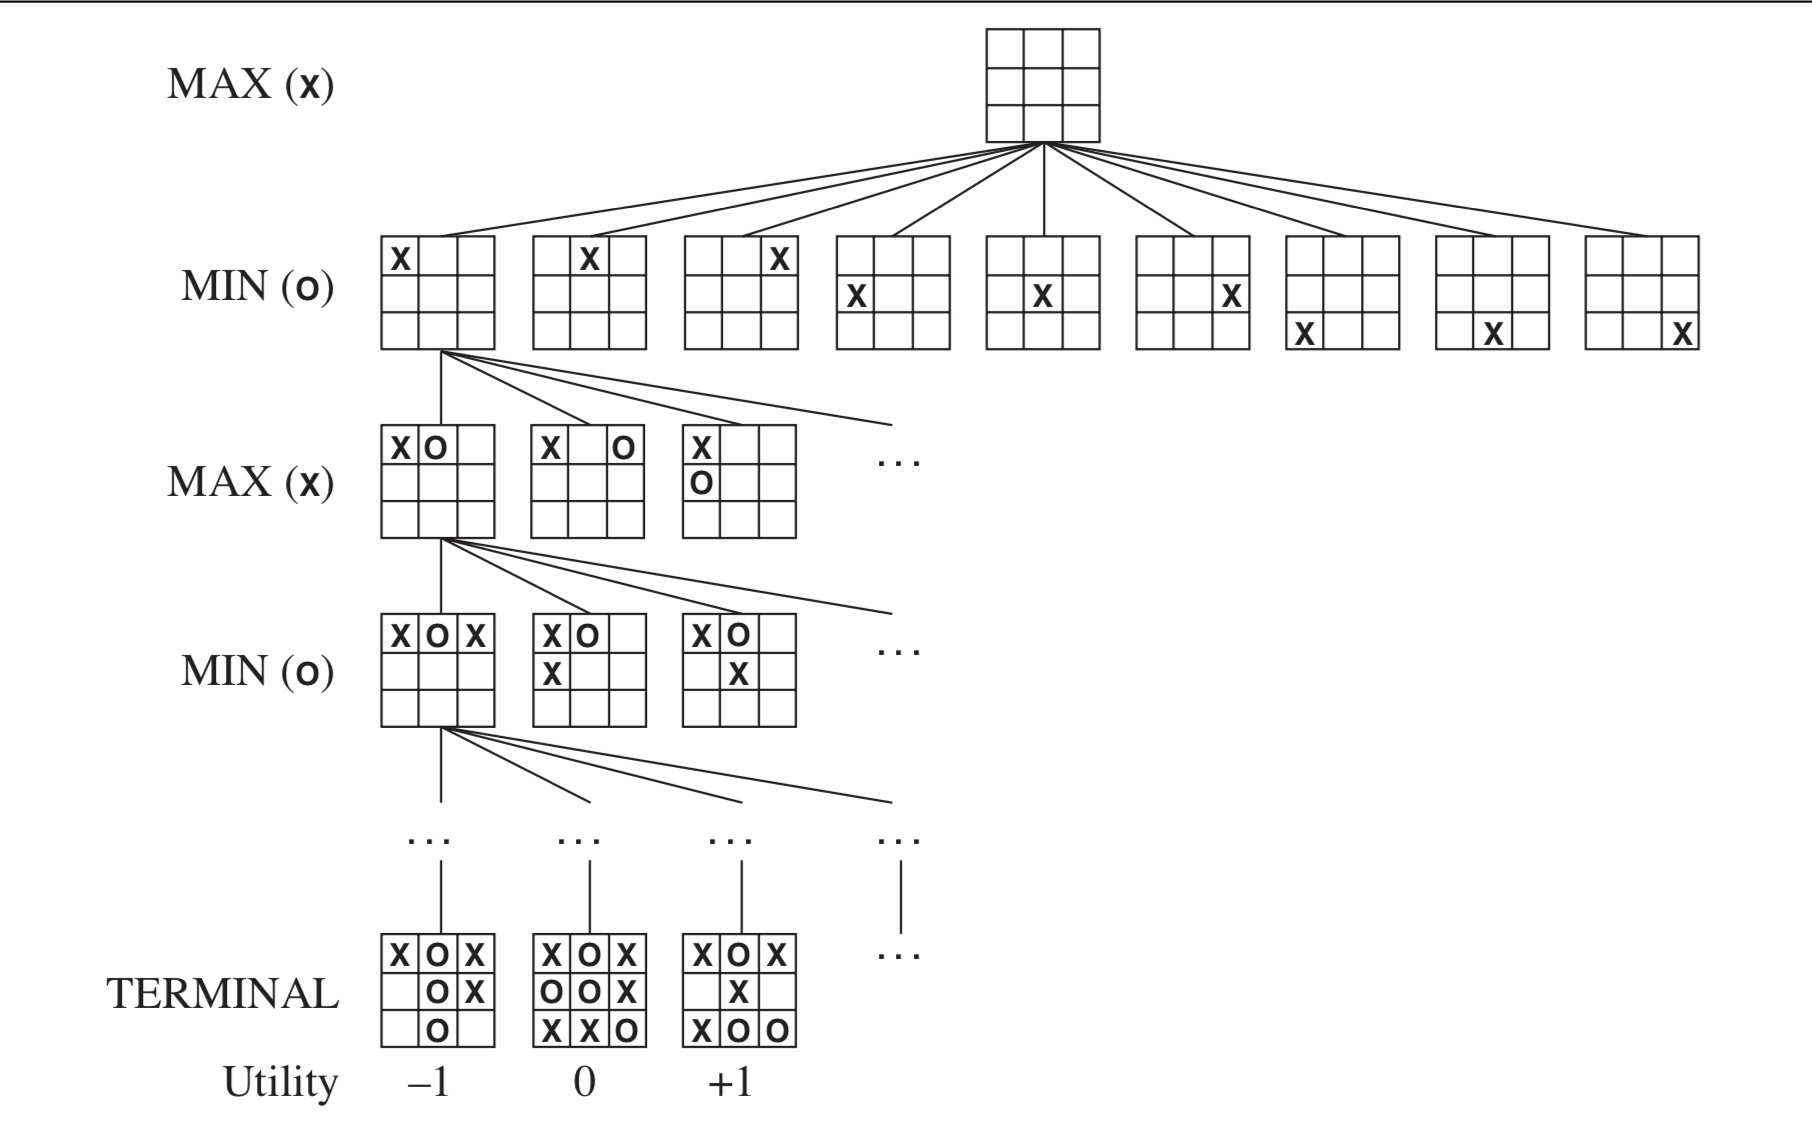 MAX (X)
MIN (O)
X X X X X X X X X
MAX (X)
X O X O X
O
...
MIN (O)
X O X X O X O
X X
...
... ... ... ...
TERMINAL
X O X X O X X O X
O X O O X X
O X X O X O O
...
Utility –1 0 +1